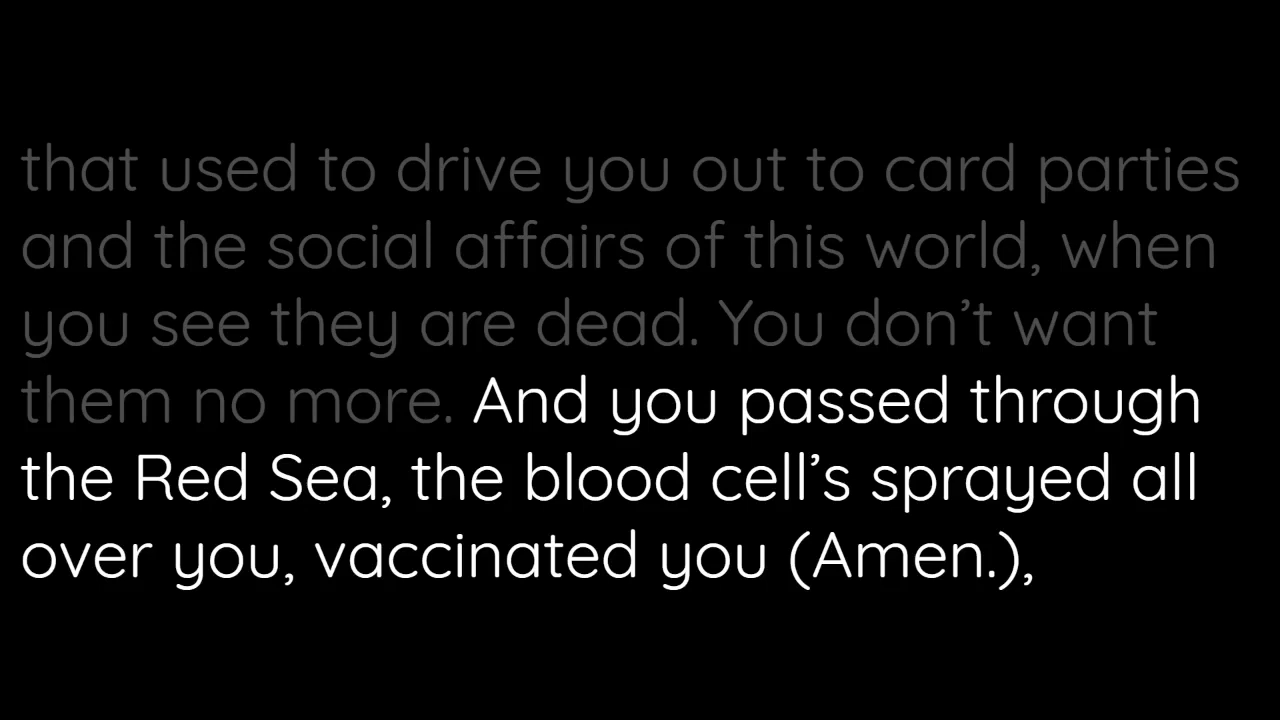 that used to drive you out to card parties
and the social affairs of this world, when
you see they are dead. You don’t want
them no more. And you passed through
the Red Sea, the blood cell’s sprayed all
over you, vaccinated you (Amen.),